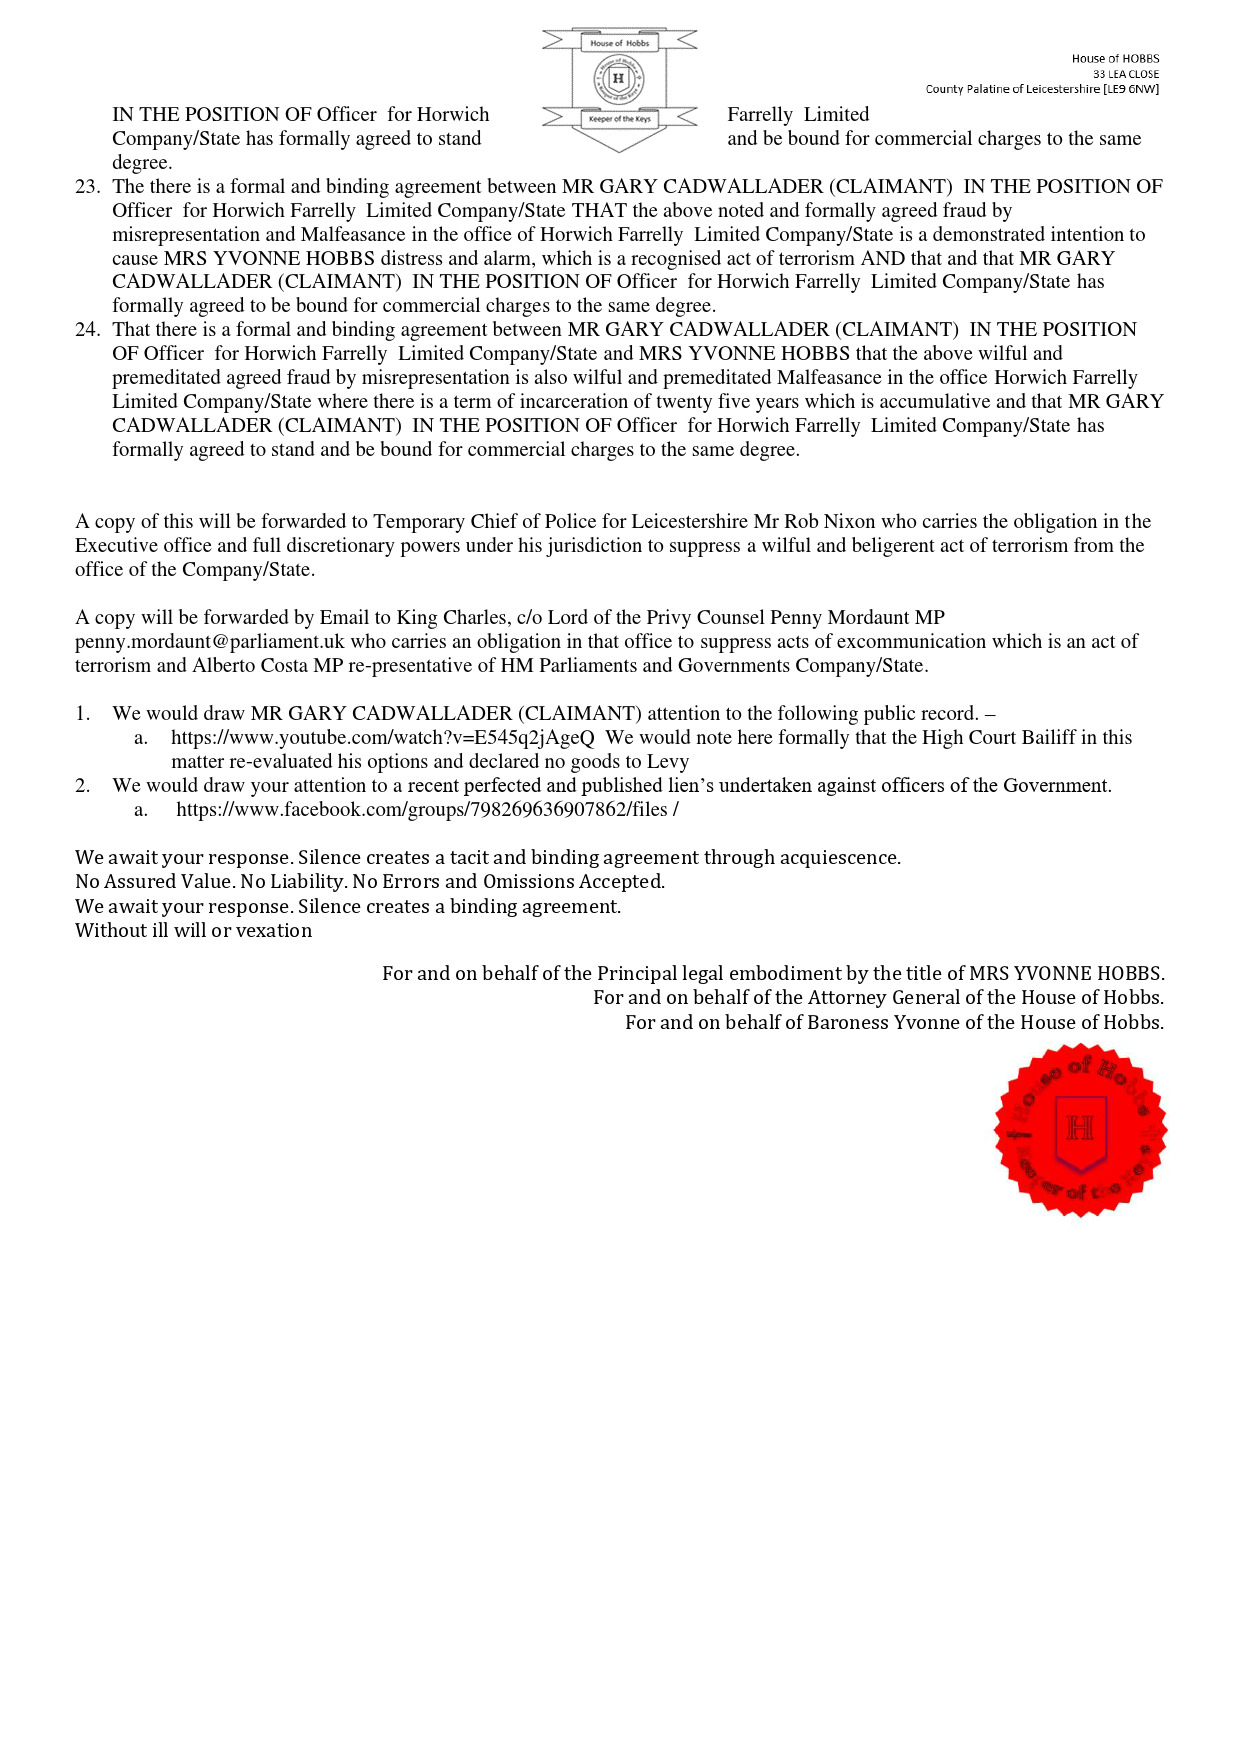 House of Hobbs
House of Hobbs
H
Keeper of the Keys
House of HOBBS
33 LEA CLOSE
County Palatine of Leicestershire [LE9 6NW]
IN THE POSITION OF Officer for Horwich Farrelly Limited
Company/State has formally agreed to stand and be bound for commercial charges to the same
degree.
23. The there is a formal and binding agreement between MR GARY CADWALLADER (CLAIMANT) IN THE POSITION OF
Officer for Horwich Farrelly Limited Company/State THAT the above noted and formally agreed fraud by
misrepresentation and Malfeasance in the office of Horwich Farrelly Limited Company/State is a demonstrated intention to
cause MRS YVONNE HOBBS distress and alarm, which is a recognised act of terrorism AND that and that MR GARY
CADWALLADER (CLAIMANT) IN THE POSITION OF Officer for Horwich Farrelly Limited Company/State has
formally agreed to be bound for commercial charges to the same degree.
24. That there is a formal and binding agreement between MR GARY CADWALLADER (CLAIMANT) IN THE POSITION
OF Officer for Horwich Farrelly Limited Company/State and MRS YVONNE HOBBS that the above wilful and
premeditated agreed fraud by misrepresentation is also wilful and premeditated Malfeasance in the office Horwich Farrelly
Limited Company/State where there is a term of incarceration of twenty five years which is accumulative and that MR GARY
CADWALLADER (CLAIMANT) IN THE POSITION OF Officer for Horwich Farrelly Limited Company/State has
formally agreed to stand and be bound for commercial charges to the same degree.
A copy of this will be forwarded to Temporary Chief of Police for Leicestershire Mr Rob Nixon who carries the obligation in the
Executive office and full discretionary powers under his jurisdiction to suppress a wilful and beligerent act of terrorism from the
office of the Company/State.
A copy will be forwarded by Email to King Charles, c/o Lord of the Privy Counsel Penny Mordaunt MP
penny.mordaunt@parliament.uk who carries an obligation in that office to suppress acts of excommunication which is an act of
terrorism and Alberto Costa MP re-presentative of HM Parliaments and Governments Company/State.
1. We would draw MR GARY CADWALLADER (CLAIMANT) attention to the following public record. –
a. https://www.youtube.com/watch?v=E545q2jAgeQ We would note here formally that the High Court Bailiff in this
matter re-evaluated his options and declared no goods to Levy
2. We would draw your attention to a recent perfected and published lien’s undertaken against officers of the Government.
a. https://www.facebook.com/groups/798269636907862/files /
We await your response. Silence creates a tacit and binding agreement through acquiescence.
No Assured Value. No Liability. No Errors and Omissions Accepted.
We await your response. Silence creates a binding agreement.
Without ill will or vexation
For and on behalf of the Principal legal embodiment by the title of MRS YVONNE HOBBS.
For and on behalf of the Attorney General of the House of Hobbs.
For and on behalf of Baroness Yvonne of the House of Hobbs.
House of Hobbs
H
Keeper of the Keys